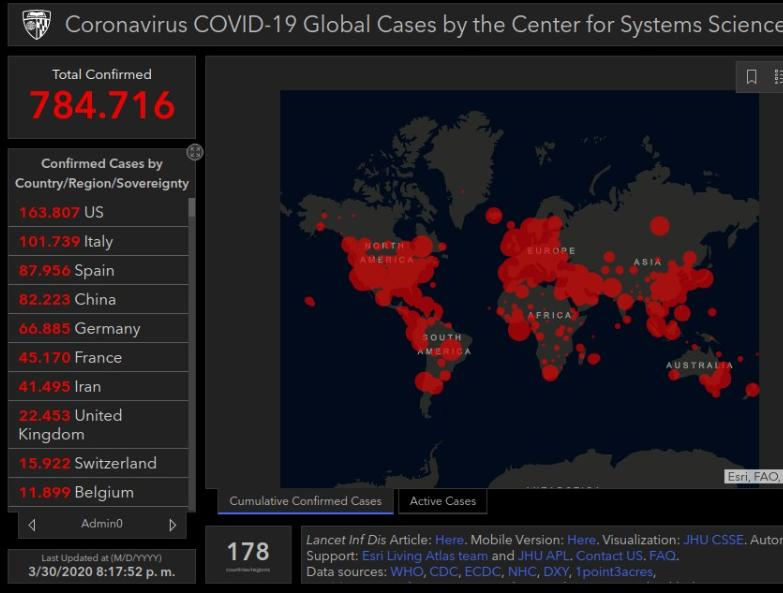 Coronavirus COVID-19 Global Cases by the Center for Systems Science
Total Confirmed
784.716
Confirmed Cases by
Country/Region/Sovereignty
163.807 US
101.739 Italy
87.956 Spain
82.223 China
66.885 Germany
45.170 France
41.495 Iran
22.453 United
Kingdom
15.922 Switzerland
11.899 Belgium
Admin0
Last Updated at (M/D/YYYY)
3/30/2020 8:17:52 p. m.
NORTH
AMERICA
EUROPE
ASIA
AFRICA
SOUTH
AMERICA
AUSTRALIA
Esri, FAO,
Cumulative Confirmed Cases
Active Cases
178
countries/regions
Lancet Inf Dis Article: Here. Mobile Version: Here. Visualization: JHU CSSE. Autor
Support: Esri Living Atlas team and JHU APL. Contact US. FAQ.
Data sources: WHO, CDC, ECDC, NHC, DXY, 1point3acres,